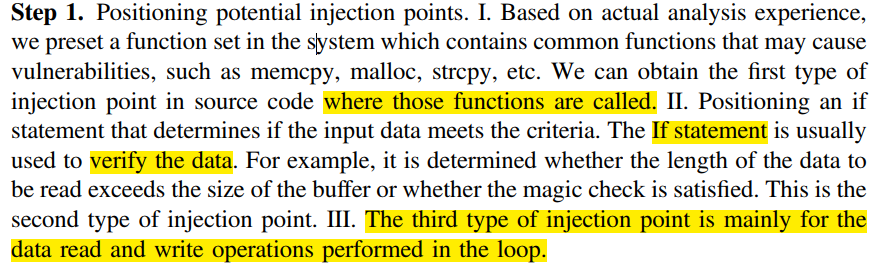 Step 1. Positioning potential injection points. I. Based on actual analysis experience,
we preset a function set in the system which contains common functions that may cause
vulnerabilities, such as memcpy, malloc, strcpy, etc. We can obtain the first type of
injection point in source code where those functions are called. II. Positioning an if
statement that determines if the input data meets the criteria. The If statement is usually
used to verify the data. For example, it is determined whether the length of the data to
be read exceeds the size of the buffer or whether the magic check is satisfied. This is the
second type of injection point. III. The third type of injection point is mainly for the
data read and write operations performed in the loop.